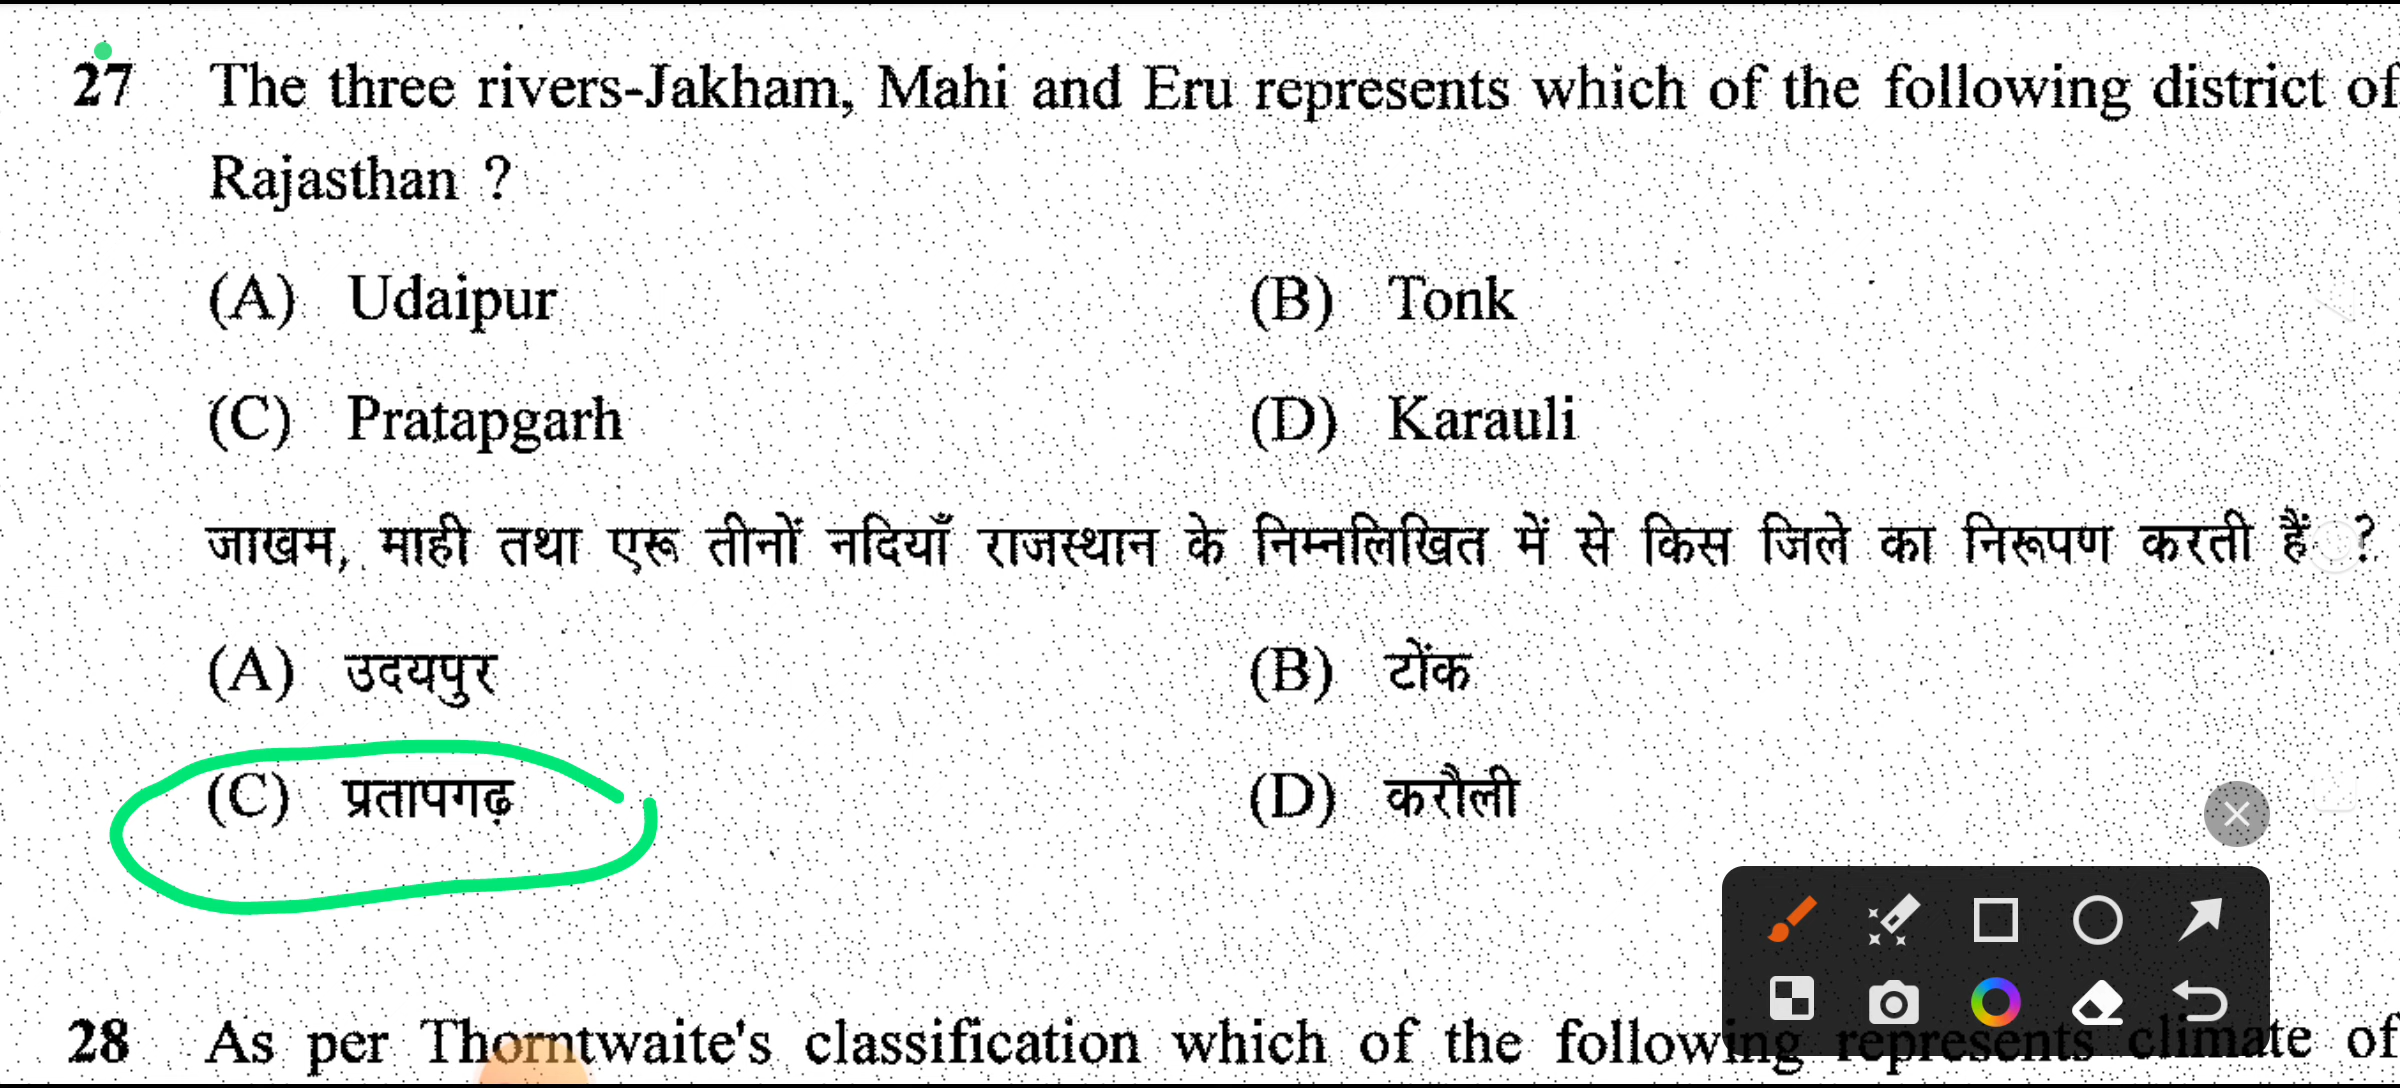 27 The three rivers-Jakham, Mahi and Eru represents which of the following district of
Rajasthan ?
(A) Udaipur (B) Tonk
(C) Pratapgarh (D) Karauli
जाखम, माही तथा एरू तीनों नदियाँ राजस्थान के निम्नलिखित में से किस जिले का निरूपण करती हैं ?
(A) उदयपुर (B) टोंक
(C) प्रतापगढ़ (D) करौली
28 As per Thorntwaite's classification which of the following represents climate of